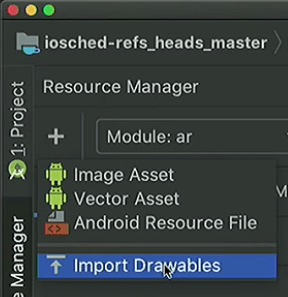 iosched-refs_heads_master
1: Project
Resource Manager
Module: ar
Image Asset
Vector Asset
Android Resource File
Import Drawables
Manager